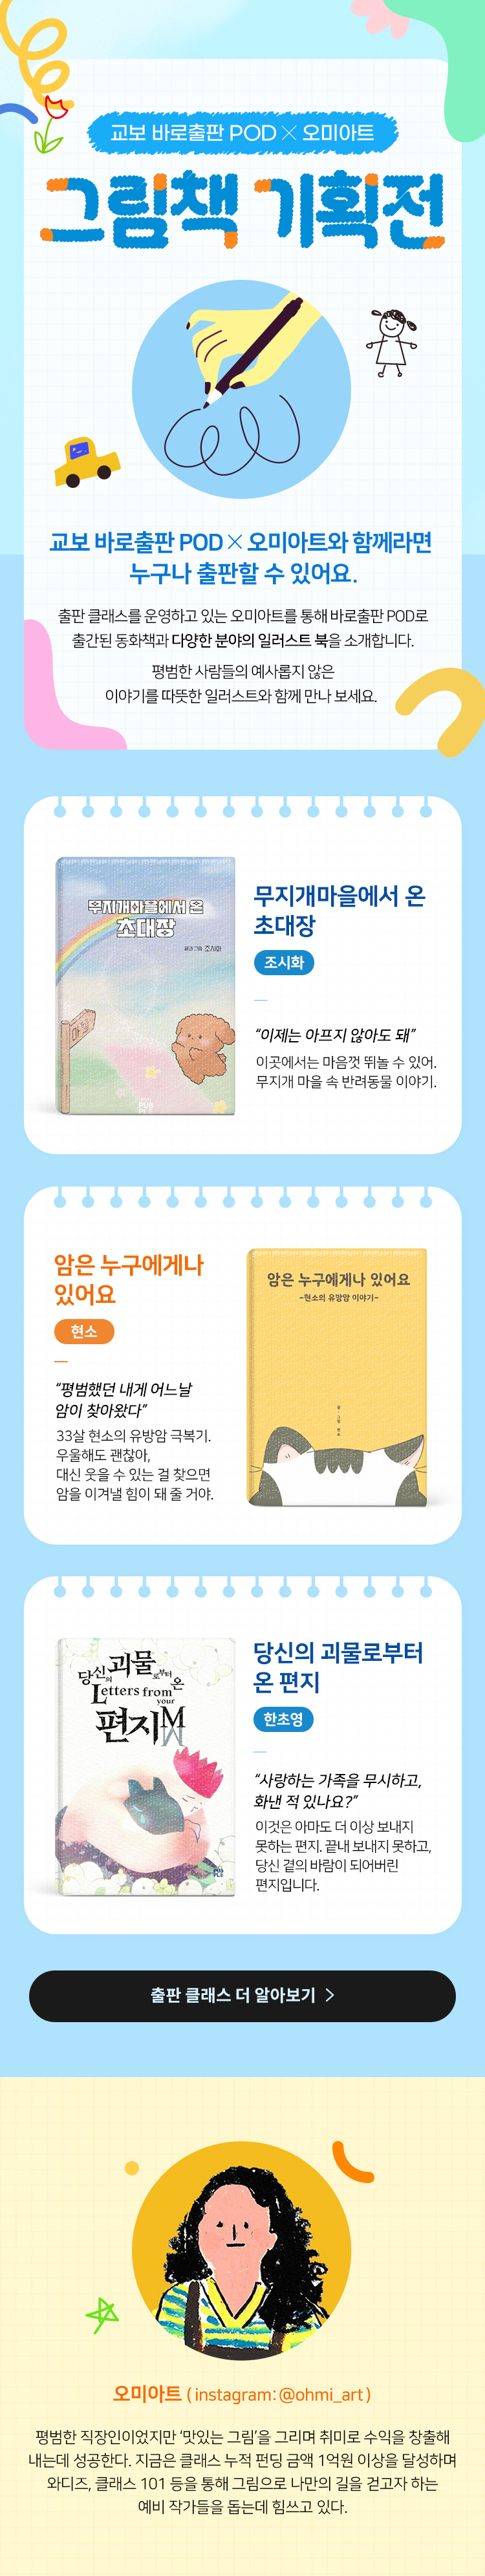 교보 바로출판 POD × 오미아트
그림책 기획전
교보 바로출판 POD × 오미아트와 함께라면
누구나 출판할 수 있어요.
출판 클래스를 운영하고 있는 오미아트를 통해 바로출판 POD로
출간된 동화책과 다양한 분야의 일러스트 북을 소개합니다.
평범한 사람들의 예사롭지 않은
이야기를 따뜻한 일러스트와 함께 만나 보세요.
무지개마을에서 온
초대장
글과 그림 조시화
무지개마을에서 온
초대장
조시화
“이제는 아프지 않아도 돼”
이곳에서는 마음껏 뛰놀 수 있어.
무지개 마을 속 반려동물 이야기.
암은 누구에게나
있어요
현소
“평범했던 내게 어느날
암이 찾아왔다”
33살 현소의 유방암 극복기.
우울해도 괜찮아,
대신 웃을 수 있는 걸 찾으면
암을 이겨낼 힘이 돼 줄 거야.
암은 누구에게나 있어요
-현소의 유방암 이야기-
당신의 괴물로부터 온
Letters from
your
편지 M
당신의 괴물로부터
온 편지
한초영
“사랑하는 가족을 무시하고,
화낸 적 있나요?”
이것은 아마도 더 이상 보내지
못하는 편지. 끝내 보내지 못하고,
당신 곁의 바람이 되어버린
편지입니다.
출판 클래스 더 알아보기 >
오미아트 ( instagram: @ohmi_art )
평범한 직장인이었지만 ‘맛있는 그림’을 그리며 취미로 수익을 창출해
내는데 성공한다. 지금은 클래스 누적 펀딩 금액 1억원 이상을 달성하며
와디즈, 클래스 101 등을 통해 그림으로 나만의 길을 걷고자 하는
예비 작가들을 돕는데 힘쓰고 있다.